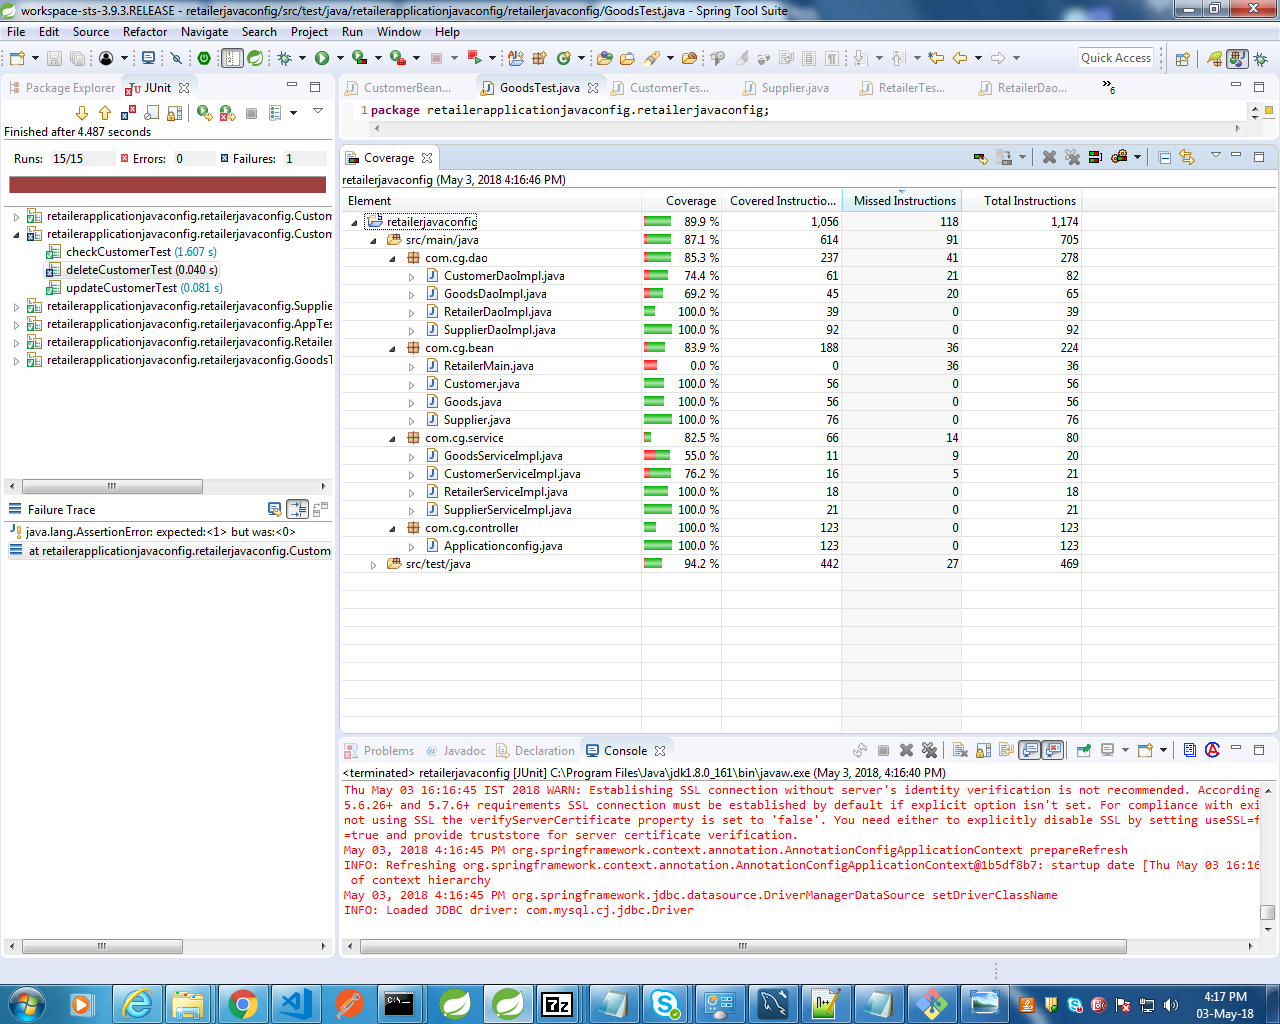 workspace-sts-3.9.3.RELEASE - retailerjavaconfig/src/test/java/retailerapplicationjavaconfig/retailerjavaconfig/GoodsTest.java - Spring Tool Suite
File Edit Source Refactor Navigate Search Project Run Window Help
Quick Access
Package Explorer JUnit
Finished after 4.487 seconds
Runs: 15/15 Errors: 0 Failures: 1
retailerapplicationjavaconfig.retailerjavaconfig.Custom
retailerapplicationjavaconfig.retailerjavaconfig.Custom
checkCustomerTest (1.607 s)
deleteCustomerTest (0.040 s)
updateCustomerTest (0.081 s)
retailerapplicationjavaconfig.retailerjavaconfig.Supplie
retailerapplicationjavaconfig.retailerjavaconfig.AppTes
retailerapplicationjavaconfig.retailerjavaconfig.Retailer
retailerapplicationjavaconfig.retailerjavaconfig.GoodsT
Failure Trace
java.lang.AssertionError: expected:<1> but was:<0>
at retailerapplicationjavaconfig.retailerjavaconfig.Custome
CustomerBean... GoodsTest.java CustomerTes... Supplier.java RetailerTes... RetailerDao... »6
1 package retailerapplicationjavaconfig.retailerjavaconfig;
Coverage
retailerjavaconfig (May 3, 2018 4:16:46 PM)
Element Coverage Covered Instructio... Missed Instructions Total Instructions
retailerjavaconfig 89.9 % 1,056 118 1,174
src/main/java 87.1 % 614 91 705
com.cg.dao 85.3 % 237 41 278
CustomerDaoImpl.java 74.4 % 61 21 82
GoodsDaoImpl.java 69.2 % 45 20 65
RetailerDaoImpl.java 100.0 % 39 0 39
SupplierDaoImpl.java 100.0 % 92 0 92
com.cg.bean 83.9 % 188 36 224
RetailerMain.java 0.0 % 0 36 36
Customer.java 100.0 % 56 0 56
Goods.java 100.0 % 56 0 56
Supplier.java 100.0 % 76 0 76
com.cg.service 82.5 % 66 14 80
GoodsServiceImpl.java 55.0 % 11 9 20
CustomerServiceImpl.java 76.2 % 16 5 21
RetailerServiceImpl.java 100.0 % 18 0 18
SupplierServiceImpl.java 100.0 % 21 0 21
com.cg.controller 100.0 % 123 0 123
Applicationconfig.java 100.0 % 123 0 123
src/test/java 94.2 % 442 27 469
Problems @ Javadoc Declaration Console
<terminated> retailerjavaconfig [JUnit] C:\Program Files\Java\jdk1.8.0_161\bin\javaw.exe (May 3, 2018, 4:16:40 PM)
Thu May 03 16:16:45 IST 2018 WARN: Establishing SSL connection without server's identity verification is not recommended. According
5.6.26+ and 5.7.6+ requirements SSL connection must be established by default if explicit option isn't set. For compliance with exi
not using SSL the verifyServerCertificate property is set to 'false'. You need either to explicitly disable SSL by setting useSSL=f
=true and provide truststore for server certificate verification.
May 03, 2018 4:16:45 PM org.springframework.context.annotation.AnnotationConfigApplicationContext prepareRefresh
INFO: Refreshing org.springframework.context.annotation.AnnotationConfigApplicationContext@1b5df8b7: startup date [Thu May 03 16:16
of context hierarchy
May 03, 2018 4:16:45 PM org.springframework.jdbc.datasource.DriverManagerDataSource setDriverClassName
INFO: Loaded JDBC driver: com.mysql.cj.jdbc.Driver
4:17 PM
03-May-18